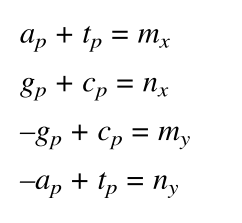 a_p + t_p = m_x
g_p + c_p = n_x
–g_p + c_p = m_y
–a_p + t_p = n_y